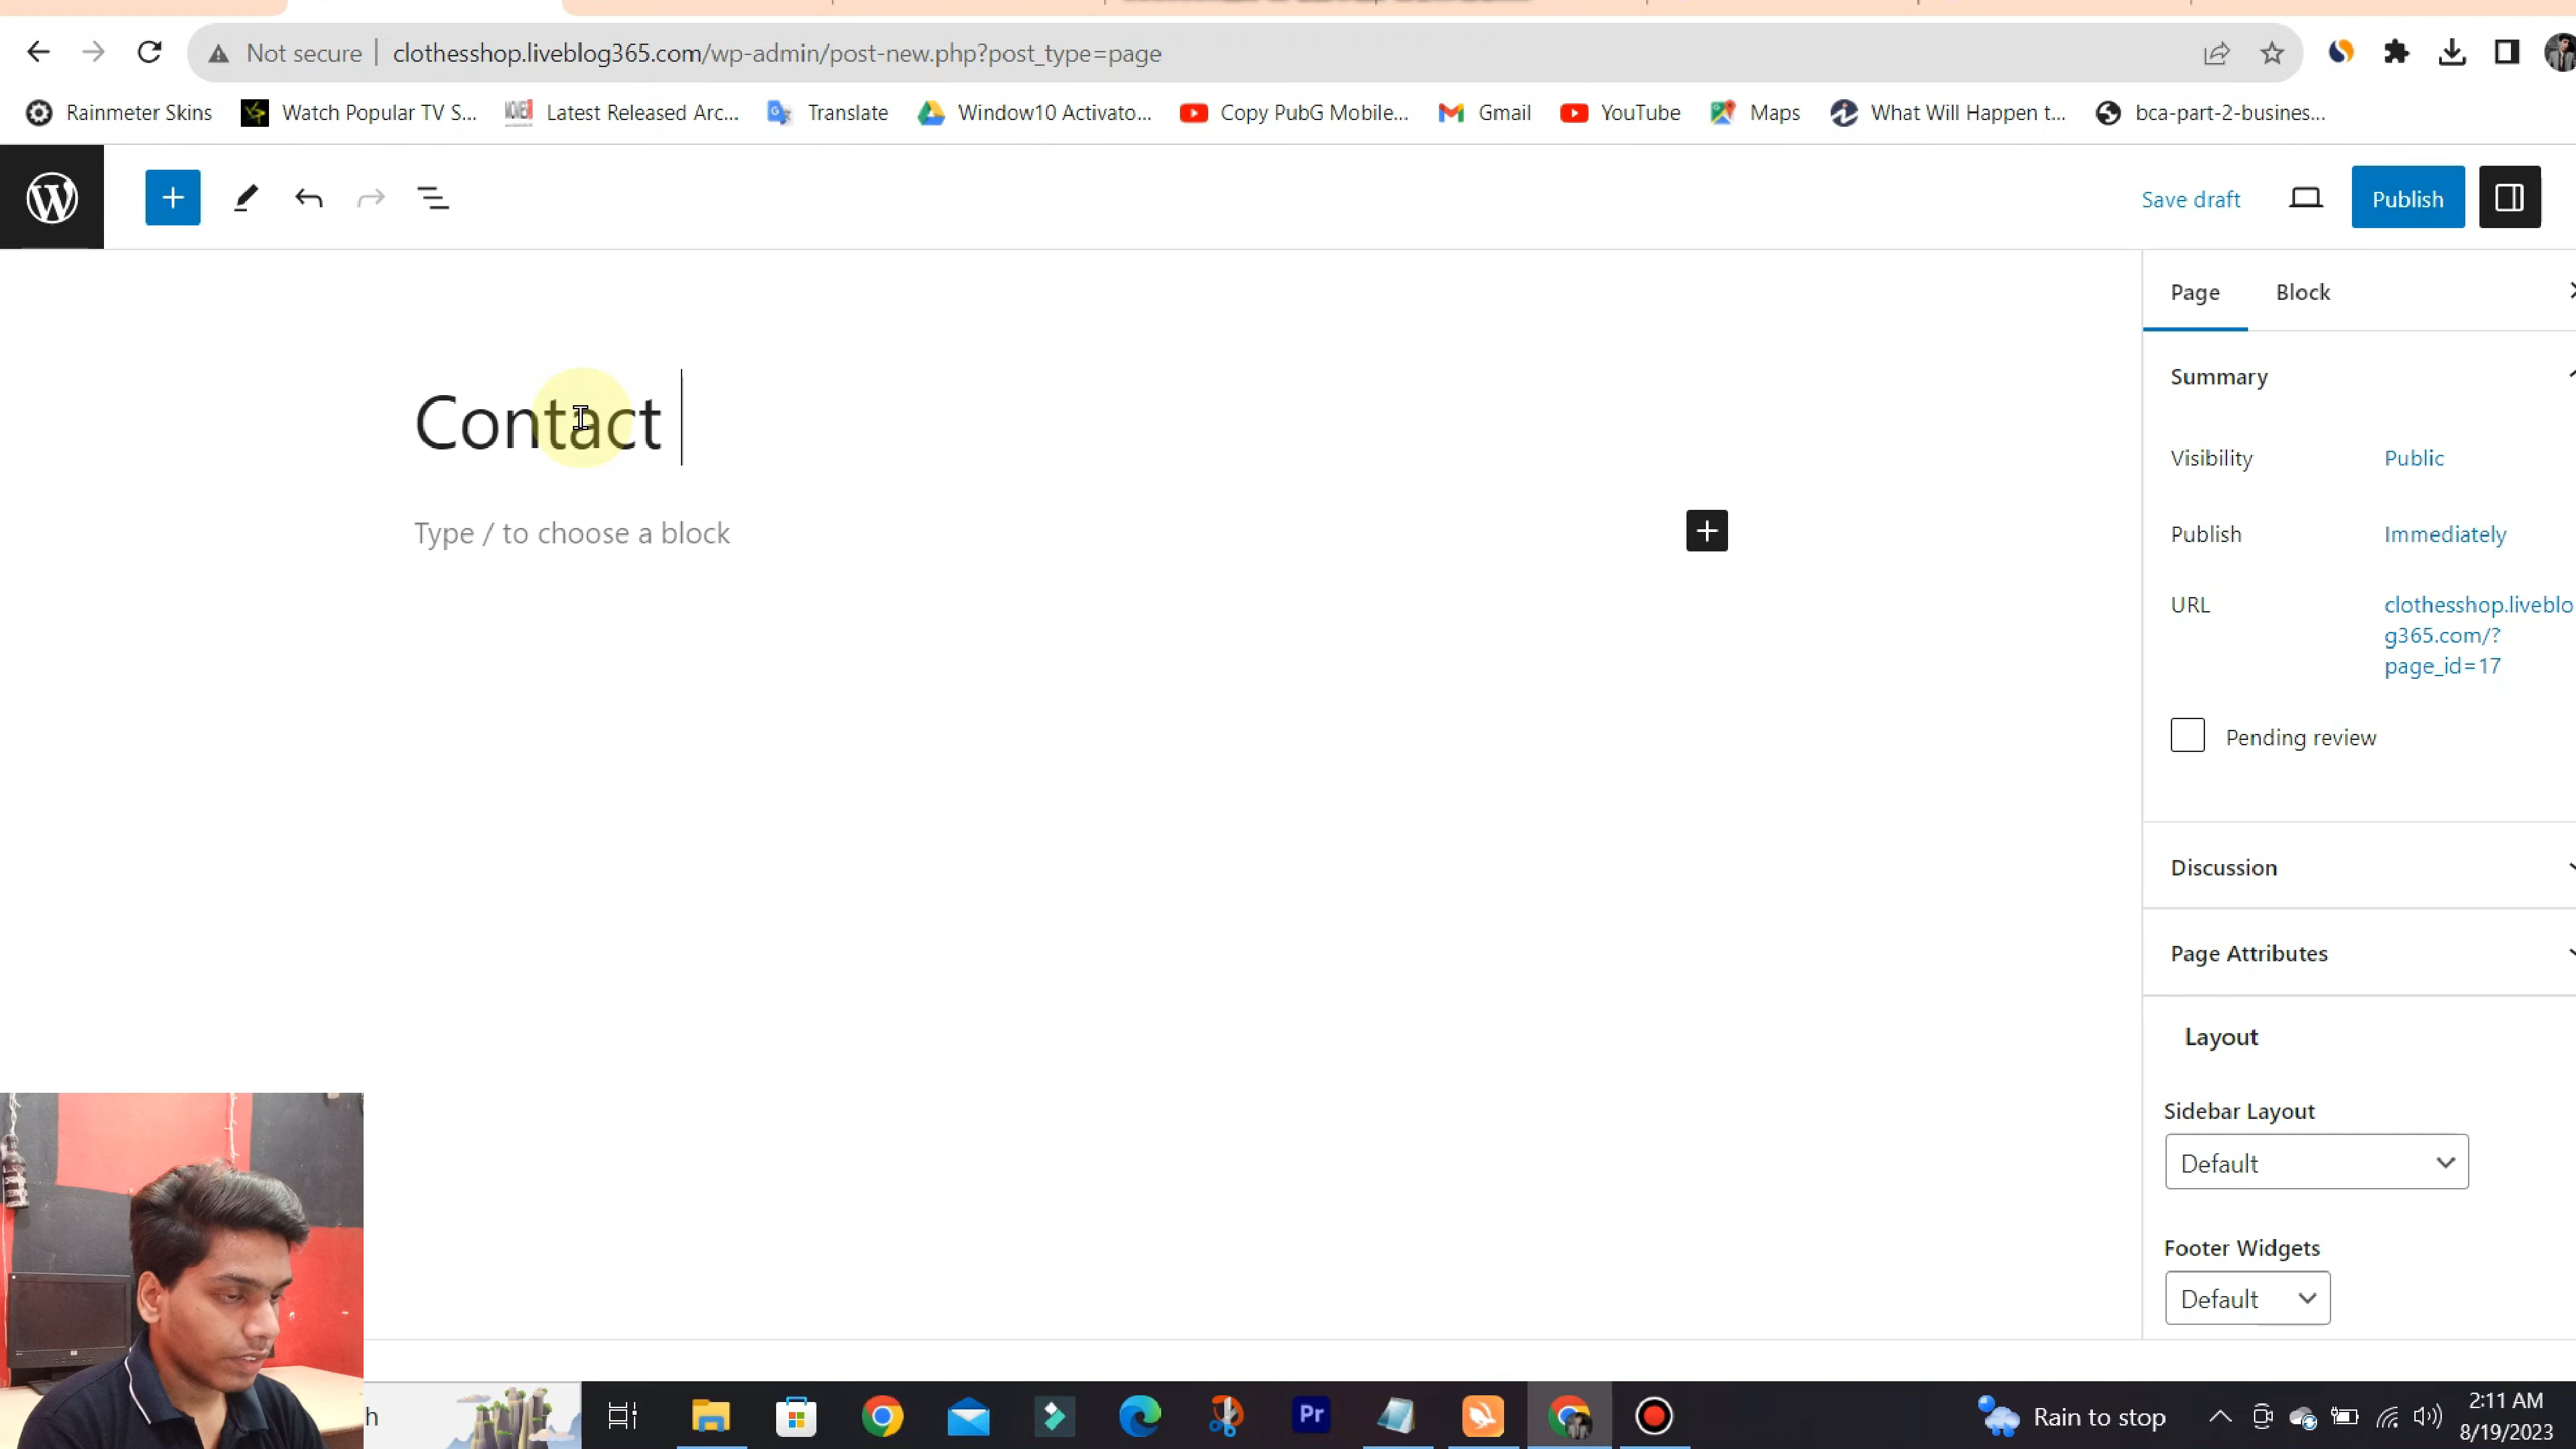 Not secure
clothesshop.liveblog365.com/wp-admin/post-new.php?post_type=page
Rainmeter Skins
Watch Popular TV S...
Latest Released Arc...
Translate
Window10 Activato...
Copy PubG Mobile...
Gmail
YouTube
Maps
What Will Happen t...
bca-part-2-busines...
Save draft
Publish
Page
Block
Summary
Contact
Visibility
Public
Type / to choose a block
Publish
Immediately
URL
clothesshop.liveblo
g365.com/?
page_id=17
Pending review
Discussion
Page Attributes
Layout
Sidebar Layout
Default
Footer Widgets
Default
h
Pr
Rain to stop
2:11 AM
8/19/2023